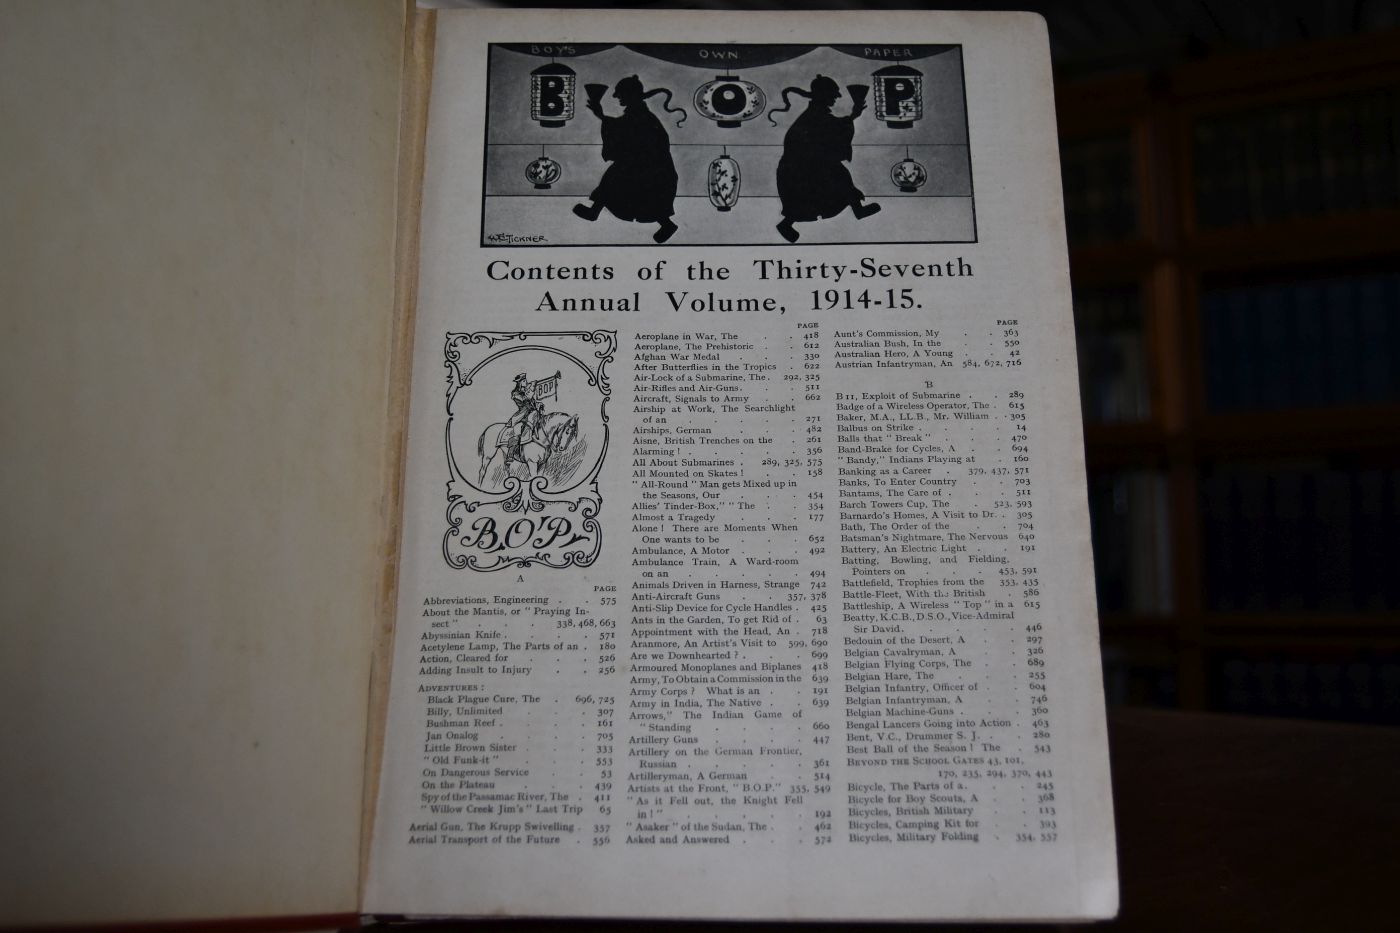 BOY'S OWN PAPER
B O P
W.E. TICKNER.
Contents of the Thirty-Seventh
Annual Volume, 1914-15.
BOP
B.O.P.
A
PAGE
Abbreviations, Engineering . . 575
About the Mantis, or "Praying In-
sect" . . . 338, 468, 663
Abyssinian Knife . . . . 571
Acetylene Lamp, The Parts of an . 180
Action, Cleared for . . . 526
Adding Insult to Injury . . 256
ADVENTURES:
Black Plague Cure, The . 696, 725
Billy, Unlimited . . . 307
Bushman Reef . . . . 161
Jan Onalog . . . . 705
Little Brown Sister . . . 333
"Old Funk-it" . . . 553
On Dangerous Service . . 53
On the Plateau . . . 439
Spy of the Passamac River, The . 411
"Willow Creek Jim's" Last Trip 65
Aerial Gun, The Krupp Swivelling . 357
Aerial Transport of the Future . 556
PAGE
Aeroplane in War, The . . 418
Aeroplane, The Prehistoric . . 612
Afghan War Medal . . . 330
After Butterflies in the Tropics . 622
Air-Lock of a Submarine, The . 292, 325
Air-Rifles and Air-Guns . . . 511
Aircraft, Signals to Army . . 662
Airship at Work, The Searchlight
of an . . . . . 271
Airships, German . . . 482
Aisne, British Trenches on the . 261
Alarming! . . . . 356
All About Submarines . 289, 325, 575
All Mounted on Skates! . . 158
"All-Round" Man gets Mixed up in
the Seasons, Our . . . 454
Allies' Tinder-Box," "The . . 354
Almost a Tragedy . . . 177
Alone! There are Moments When
One wants to be . . . 652
Ambulance, A Motor . . . 492
Ambulance Train, A Ward-room
on an . . . . . 494
Animals Driven in Harness, Strange 742
Anti-Aircraft Guns . . 357, 378
Anti-Slip Device for Cycle Handles . 425
Ants in the Garden, To get Rid of . 63
Appointment with the Head, An . 718
Aranmore, An Artist's Visit to 599, 690
Are we Downhearted? . . . 699
Armoured Monoplanes and Biplanes 418
Army, To Obtain a Commission in the 639
Army Corps? What is an . . 191
Army in India, The Native . . 639
Arrows," The Indian Game of
"Standing . . . . 660
Artillery Guns . . . 447
Artillery on the German Frontier,
Russian . . . . . 361
Artilleryman, A German . . 514
Artists at the Front, "B.O.P." 355, 549
"As it Fell out, the Knight Fell
in!" . . . . . . 192
"Asaker" of the Sudan, The . . 462
Asked and Answered . . . 572
PAGE
Aunt's Commission, My . . 363
Australian Bush, In the . . 550
Australian Hero, A Young . . 42
Austrian Infantryman, An 584, 672, 716
B
B 11, Exploit of Submarine . . 289
Badge of a Wireless Operator, The . 615
Baker, M.A., LL.B., Mr. William . . 305
Balbus on Strike . . . . 14
Balls that "Break" . . . 470
Band-Brake for Cycles, A . . 694
"Bandy," Indians Playing at . 160
Banking as a Career . 379, 437, 571
Banks, To Enter Country . . 703
Bantams, The Care of . . . 511
Barch Towers Cup, The . 523, 593
Barnardo's Homes, A Visit to Dr. . 305
Bath, The Order of the . . 704
Batsman's Nightmare, The Nervous 640
Battery, An Electric Light . . 191
Batting, Bowling, and Fielding,
Pointers on . . . 453, 591
Battlefield, Trophies from the 353, 435
Battle-Fleet, With the British . 586
Battleship, A Wireless "Top" in a 615
Beatty, K.C.B., D.S.O., Vice-Admiral
Sir David . . . . . 446
Bedouin of the Desert, A . . 297
Belgian Cavalryman, A . . 326
Belgian Flying Corps, The . . 689
Belgian Hare, The . . . 255
Belgian Infantry, Officer of . . 604
Belgian Infantryman, A . . 746
Belgian Machine-Guns . . . 360
Bengal Lancers Going into Action . 463
Bent, V.C., Drummer S. J. . . 280
Best Ball of the Season! The . 543
BEYOND THE SCHOOL GATES 43, 101,
170, 235, 294, 370, 443
Bicycle, The Parts of a . . . 245
Bicycle for Boy Scouts, A . . 368
Bicycles, British Military . . 113
Bicycles, Camping Kit for . . 393
Bicycles, Military Folding . 354, 557